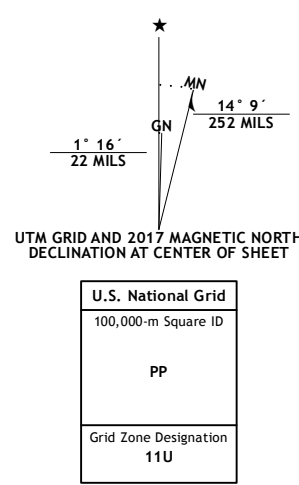 MN
GN
14° 9´
252 MILS
1° 16´
22 MILS
UTM GRID AND 2017 MAGNETIC NORTH
DECLINATION AT CENTER OF SHEET
U.S. National Grid
100,000-m Square ID
PP
Grid Zone Designation
11U